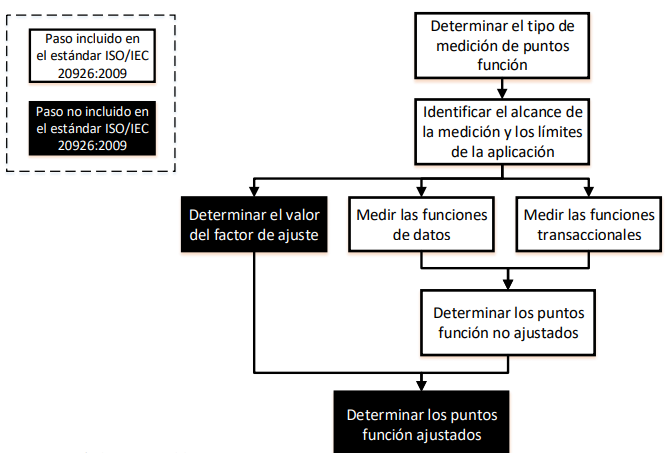 Paso incluido en
el estándar ISO/IEC
20926:2009
Paso no incluido en
el estándar ISO/IEC
20926:2009
Determinar el tipo de
medición de puntos
función
Identificar el alcance de
la medición y los límites
de la aplicación
Determinar el valor
del factor de ajuste
Medir las funciones
de datos
Medir las funciones
transaccionales
Determinar los puntos
función no ajustados
Determinar los puntos
función ajustados